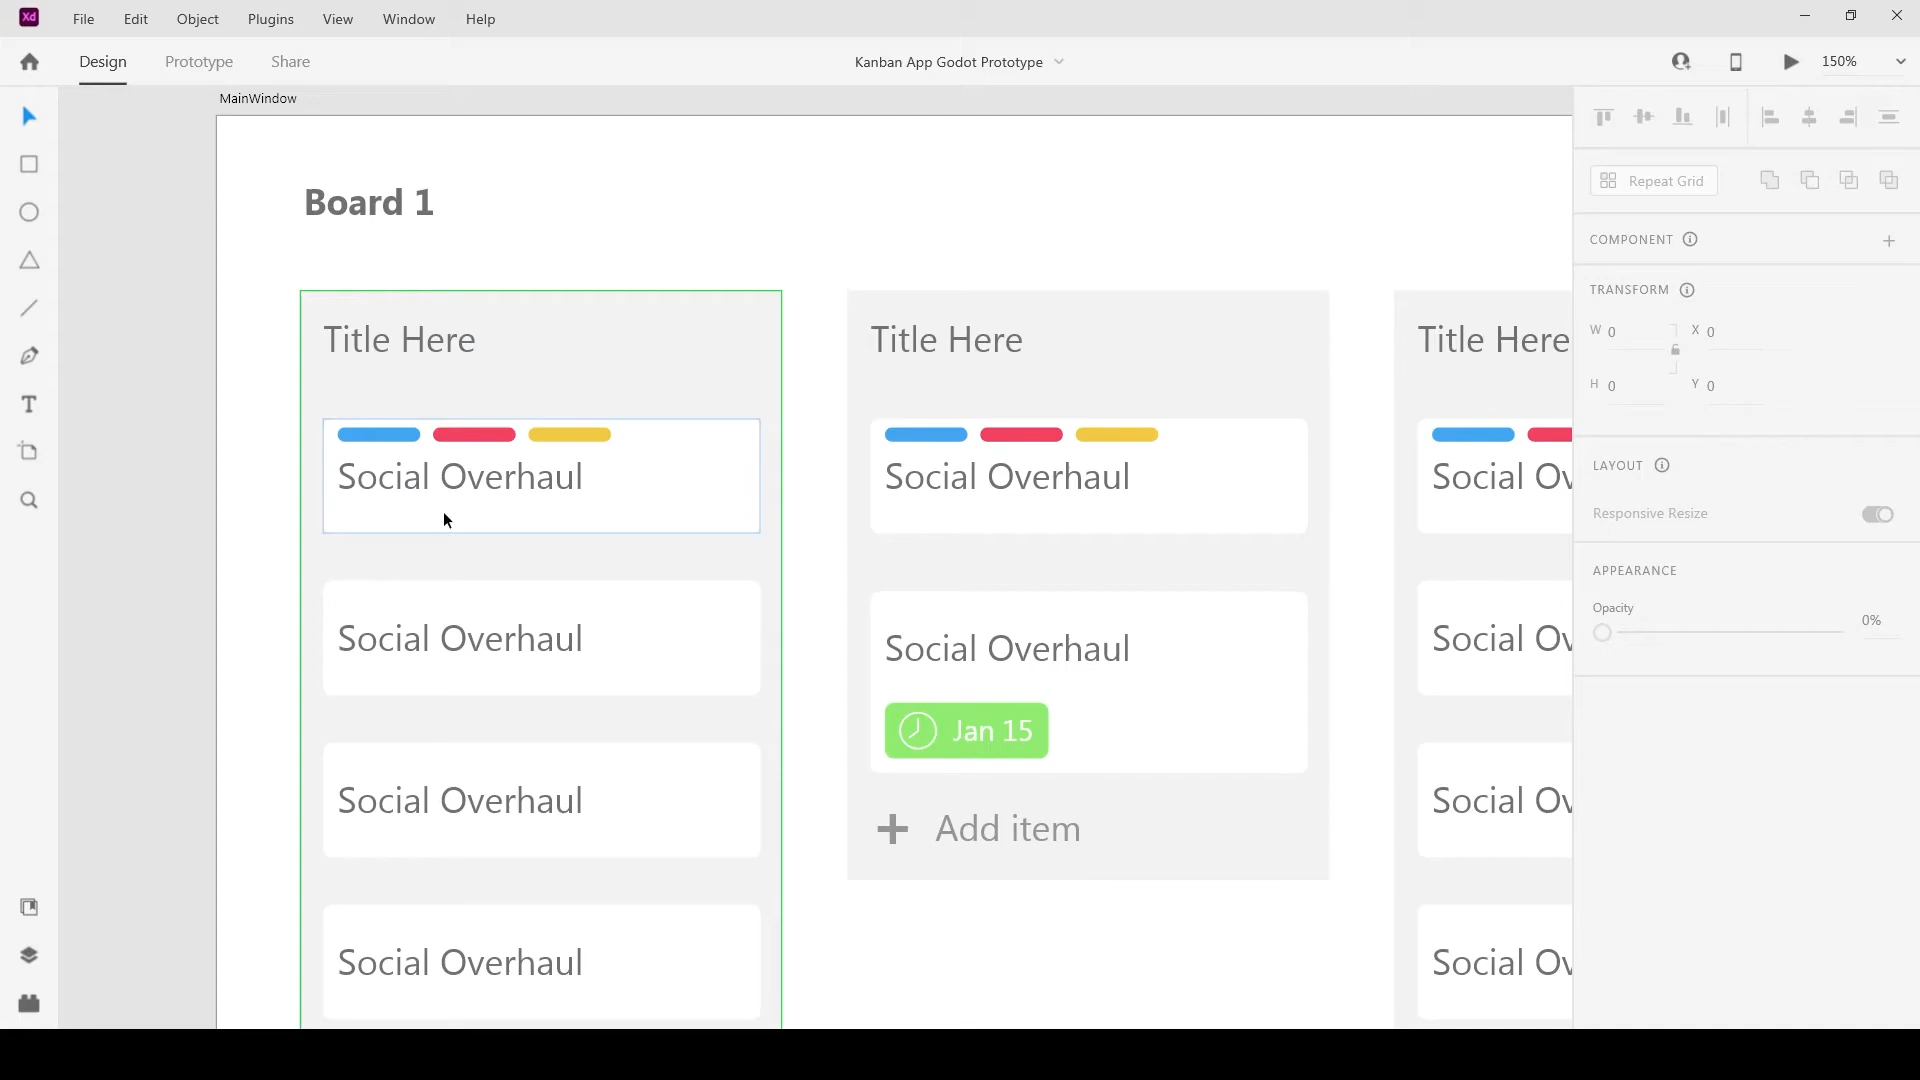 Xd File Edit Object Plugins View Window Help
Design Prototype Share Kanban App Godot Prototype 150%
MainWindow
Board 1
Repeat Grid
COMPONENT
TRANSFORM
W 0 X 0
H 0 Y 0
LAYOUT
Responsive Resize
APPEARANCE
Opacity
0%
Title Here
Social Overhaul
Social Overhaul
Social Overhaul
Social Overhaul
Title Here
Social Overhaul
Social Overhaul
Jan 15
Add item
Title Here
Social Ov
Social Ov
Social Ov
Social Ov